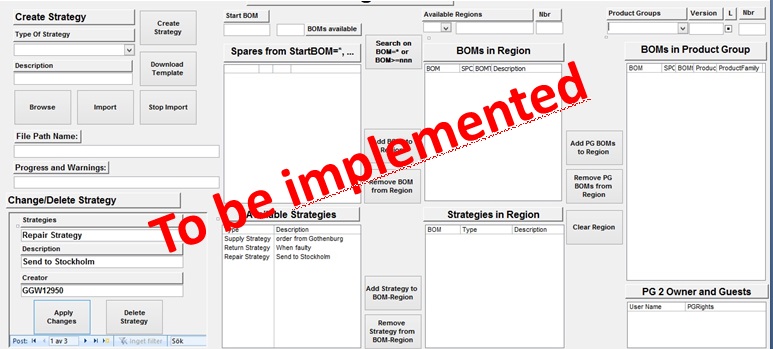 Create Strategy
Type Of Strategy
Description
Create Strategy
Download Template
Browse
Import
Stop Import
File Path Name:
Progress and Warnings:
Change/Delete Strategy
Strategies
Repair Strategy
Description
Send to Stockholm
Creator
GGW12950
Apply Changes
Delete Strategy
Post:
1 av 3
Inget filter
Sök
Start BOM
BOMs available
Spares from StartBOM=*, ...
Search on BOM=* or BOM>=nnn
Add BOM to Region
Remove BOM from Region
Available Strategies
Type Description
Supply Strategy order from Gothenburg
Return Strategy When faulty
Repair Strategy Send to Stockholm
Add Strategy to BOM-Region
Remove Strategy from BOM-Region
Available Regions
Nbr
BOMs in Region
BOM SPC BOMT Description
Strategies in Region
BOM Type Description
Add PG BOMs to Region
Remove PG BOMs from Region
Clear Region
Product Groups
Version
L
Nbr
BOMs in Product Group
BOM SPC BOM Produc ProductFamily
PG 2 Owner and Guests
User Name PGRights
To be implemented